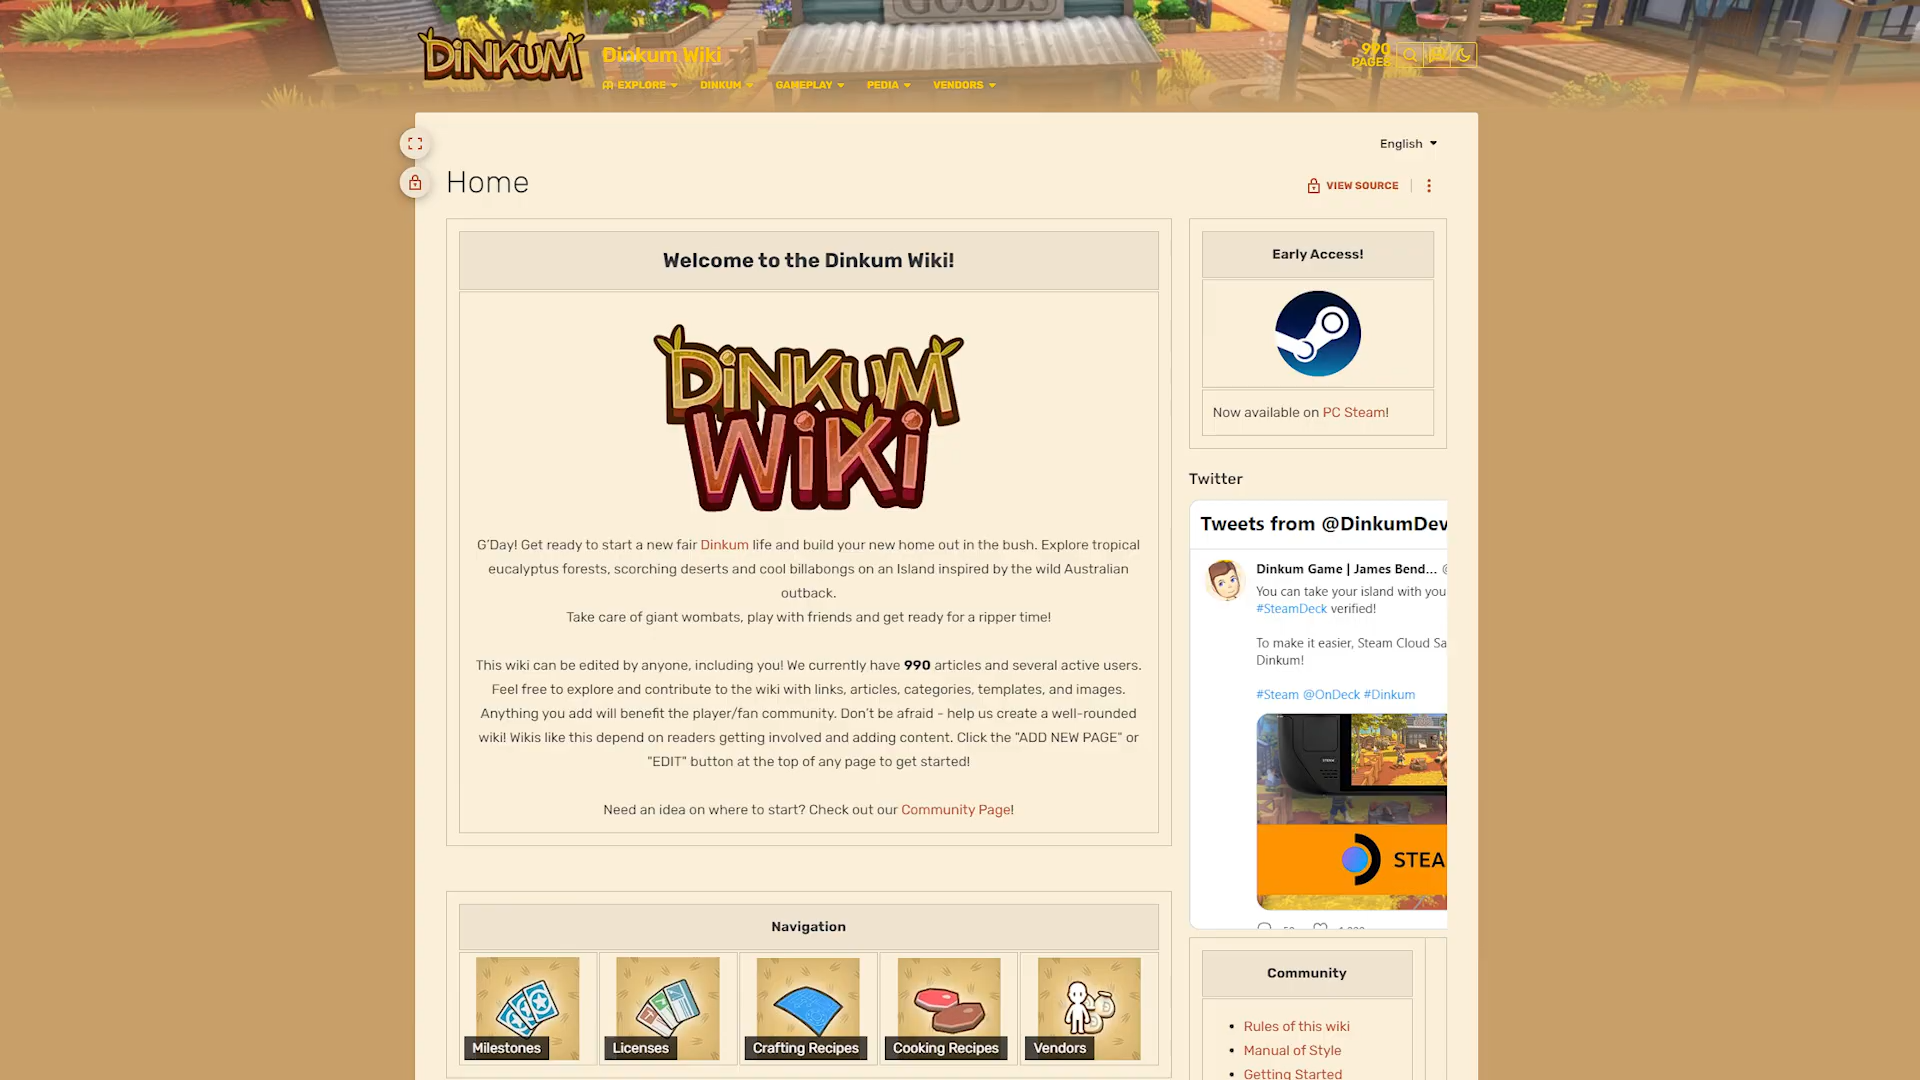 GOODS
DINKUM
Dinkum Wiki
990
PAGES
EXPLORE
DINKUM
GAMEPLAY
PEDIA
VENDORS
English
Home
VIEW SOURCE
Welcome to the Dinkum Wiki!
DINKUM
WIKI
G'Day! Get ready to start a new fair Dinkum life and build your new home out in the bush. Explore tropical
eucalyptus forests, scorching deserts and cool billabongs on an Island inspired by the wild Australian
outback.
Take care of giant wombats, play with friends and get ready for a ripper time!
This wiki can be edited by anyone, including you! We currently have 990 articles and several active users.
Feel free to explore and contribute to the wiki with links, articles, categories, templates, and images.
Anything you add will benefit the player/fan community. Don't be afraid - help us create a well-rounded
wiki! Wikis like this depend on readers getting involved and adding content. Click the "ADD NEW PAGE" or
"EDIT" button at the top of any page to get started!
Need an idea on where to start? Check out our Community Page!
Early Access!
Now available on PC Steam!
Twitter
Tweets from @DinkumDev
Dinkum Game | James Bend...
You can take your island with you
#SteamDeck verified!
To make it easier, Steam Cloud Sa
Dinkum!
#Steam @OnDeck #Dinkum
STEA
Navigation
Milestones
Licenses
Crafting Recipes
Cooking Recipes
Vendors
Community
Rules of this wiki
Manual of Style
Getting Started